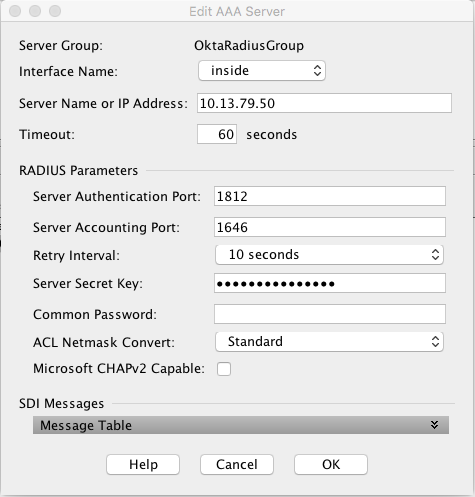 Edit AAA Server
Server Group: OktaRadiusGroup
Interface Name: inside
Server Name or IP Address: 10.13.79.50
Timeout: 60 seconds
RADIUS Parameters
Server Authentication Port: 1812
Server Accounting Port: 1646
Retry Interval: 10 seconds
Server Secret Key: •••••••••••••••
Common Password:
ACL Netmask Convert: Standard
Microsoft CHAPv2 Capable:
SDI Messages
Message Table
Help Cancel OK